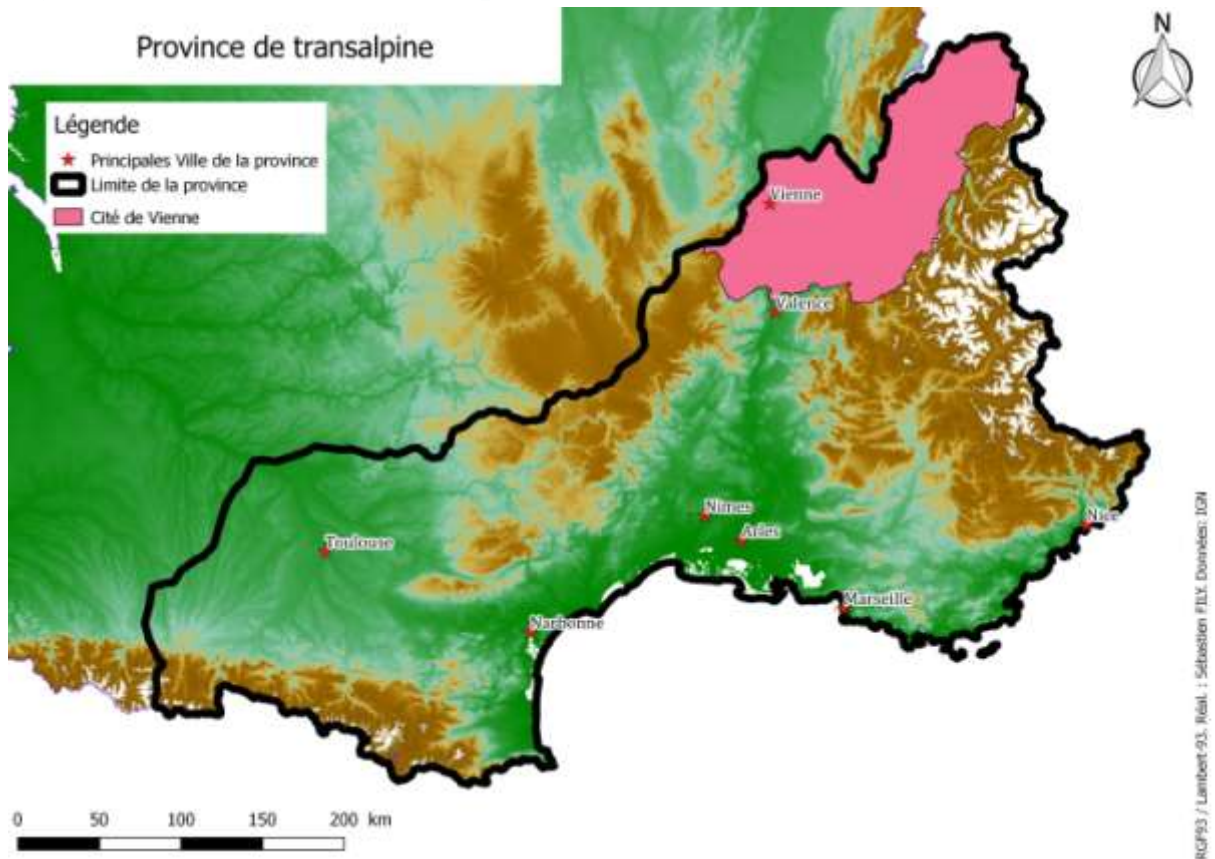 Province de transalpine
N
Légende
Principales Ville de la province
Limite de la province
Cité de Vienne
Vienne
Valence
Nimes
Arles
Nice
Toulouse
Marseille
Narbonne
0 50 100 150 200 km
RGF93 / Lambert-93. Réal. : Sébastien FILY. Données: IGN